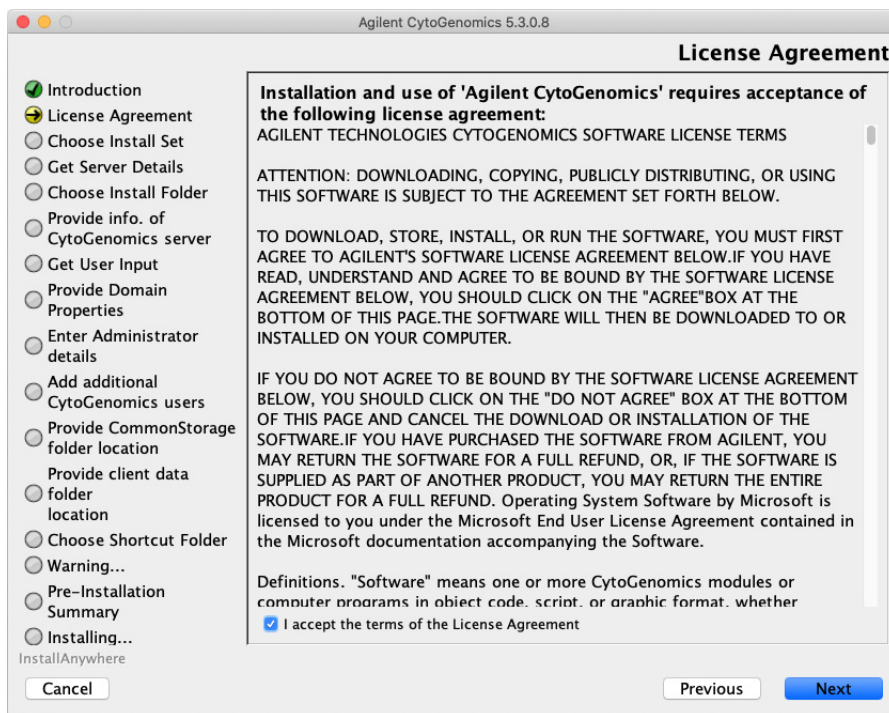 Agilent CytoGenomics 5.3.0.8
License Agreement
Introduction
License Agreement
Choose Install Set
Get Server Details
Choose Install Folder
Provide info. of
CytoGenomics server
Get User Input
Provide Domain
Properties
Enter Administrator
details
Add additional
CytoGenomics users
Provide CommonStorage
folder location
Provide client data
folder
location
Choose Shortcut Folder
Warning...
Pre-Installation
Summary
Installing...
Installation and use of 'Agilent CytoGenomics' requires acceptance of
the following license agreement:
AGILENT TECHNOLOGIES CYTOGENOMICS SOFTWARE LICENSE TERMS
ATTENTION: DOWNLOADING, COPYING, PUBLICLY DISTRIBUTING, OR USING
THIS SOFTWARE IS SUBJECT TO THE AGREEMENT SET FORTH BELOW.
TO DOWNLOAD, STORE, INSTALL, OR RUN THE SOFTWARE, YOU MUST FIRST
AGREE TO AGILENT'S SOFTWARE LICENSE AGREEMENT BELOW.IF YOU HAVE
READ, UNDERSTAND AND AGREE TO BE BOUND BY THE SOFTWARE LICENSE
AGREEMENT BELOW, YOU SHOULD CLICK ON THE "AGREE"BOX AT THE
BOTTOM OF THIS PAGE.THE SOFTWARE WILL THEN BE DOWNLOADED TO OR
INSTALLED ON YOUR COMPUTER.
IF YOU DO NOT AGREE TO BE BOUND BY THE SOFTWARE LICENSE AGREEMENT
BELOW, YOU SHOULD CLICK ON THE "DO NOT AGREE" BOX AT THE BOTTOM
OF THIS PAGE AND CANCEL THE DOWNLOAD OR INSTALLATION OF THE
SOFTWARE.IF YOU HAVE PURCHASED THE SOFTWARE FROM AGILENT, YOU
MAY RETURN THE SOFTWARE FOR A FULL REFUND, OR, IF THE SOFTWARE IS
SUPPLIED AS PART OF ANOTHER PRODUCT, YOU MAY RETURN THE ENTIRE
PRODUCT FOR A FULL REFUND. Operating System Software by Microsoft is
licensed to you under the Microsoft End User License Agreement contained in
the Microsoft documentation accompanying the Software.
Definitions. "Software" means one or more CytoGenomics modules or
computer programs in object code, script, or graphic format, whether
I accept the terms of the License Agreement
InstallAnywhere
Cancel
Previous
Next